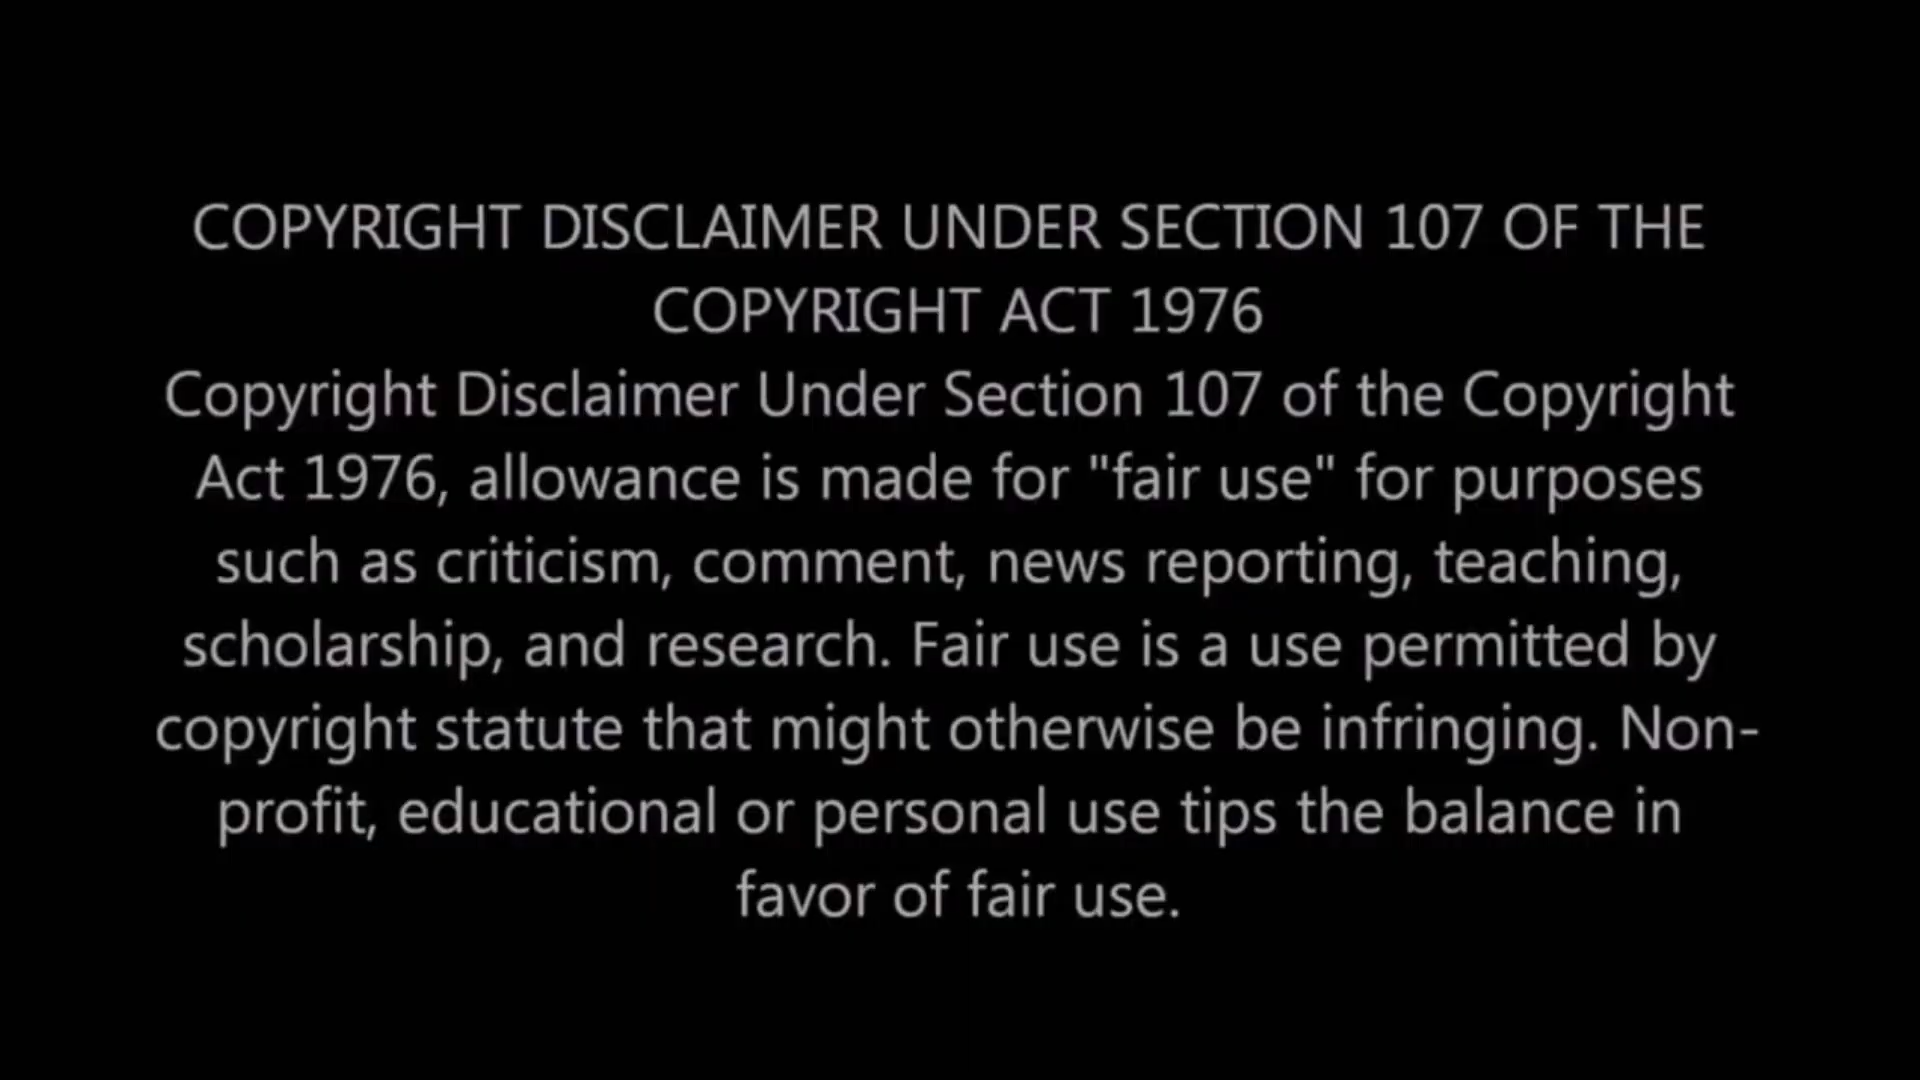 COPYRIGHT DISCLAIMER UNDER SECTION 107 OF THE
COPYRIGHT ACT 1976
Copyright Disclaimer Under Section 107 of the Copyright
Act 1976, allowance is made for "fair use" for purposes
such as criticism, comment, news reporting, teaching,
scholarship, and research. Fair use is a use permitted by
copyright statute that might otherwise be infringing. Non-
profit, educational or personal use tips the balance in
favor of fair use.